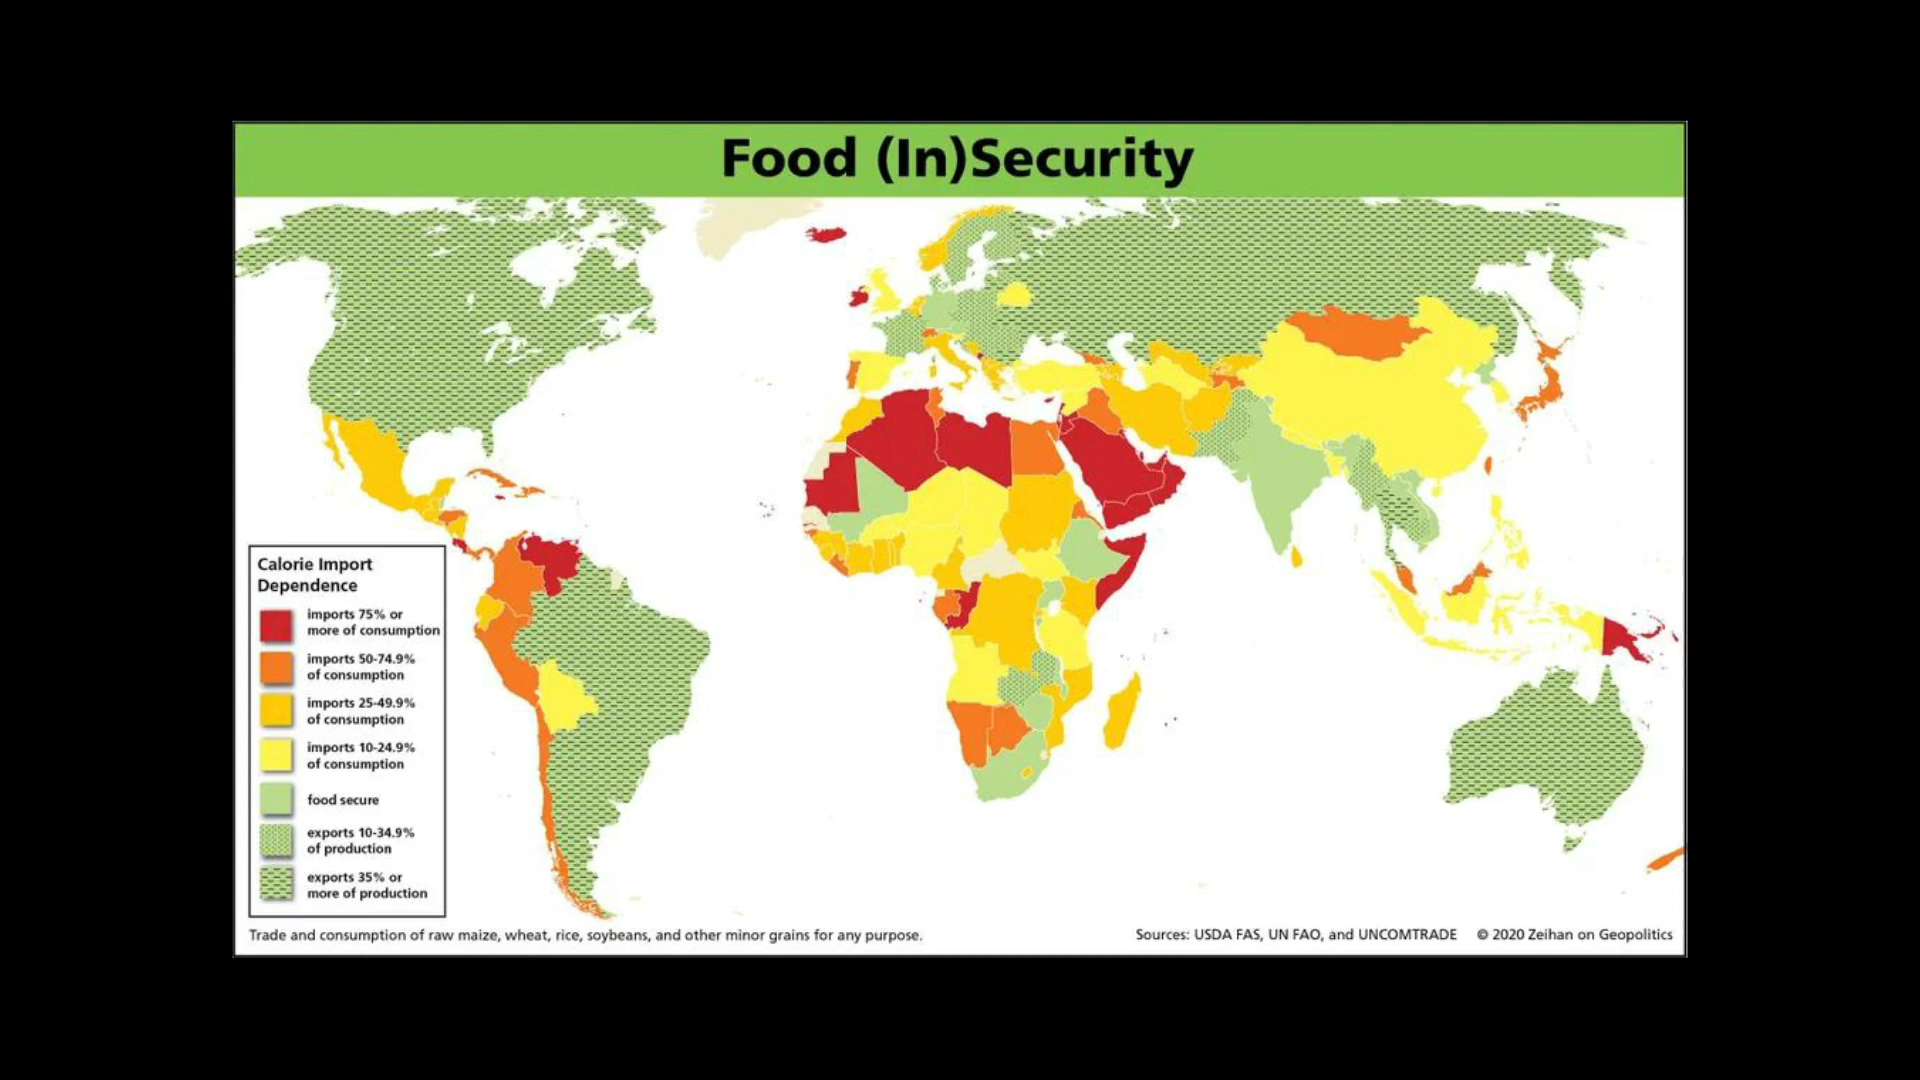 Food (In)Security
Calorie Import
Dependence
imports 75% or
more of consumption
imports 50-74.9%
of consumption
imports 25-49.9%
of consumption
imports 10-24.9%
of consumption
food secure
exports 10-34.9%
of production
exports 35% or
more of production
Trade and consumption of raw maize, wheat, rice, soybeans, and other minor grains for any purpose.
Sources: USDA FAS, UN FAO, and UNCOMTRADE © 2020 Zeihan on Geopolitics